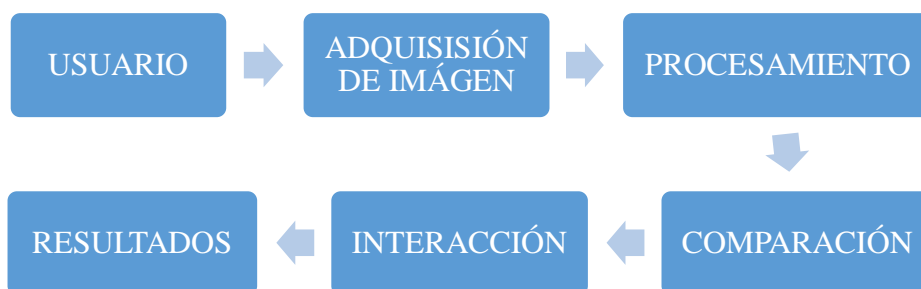 USUARIO
ADQUISISIÓN
DE IMÁGEN
PROCESAMIENTO
COMPARACIÓN
INTERACCIÓN
RESULTADOS